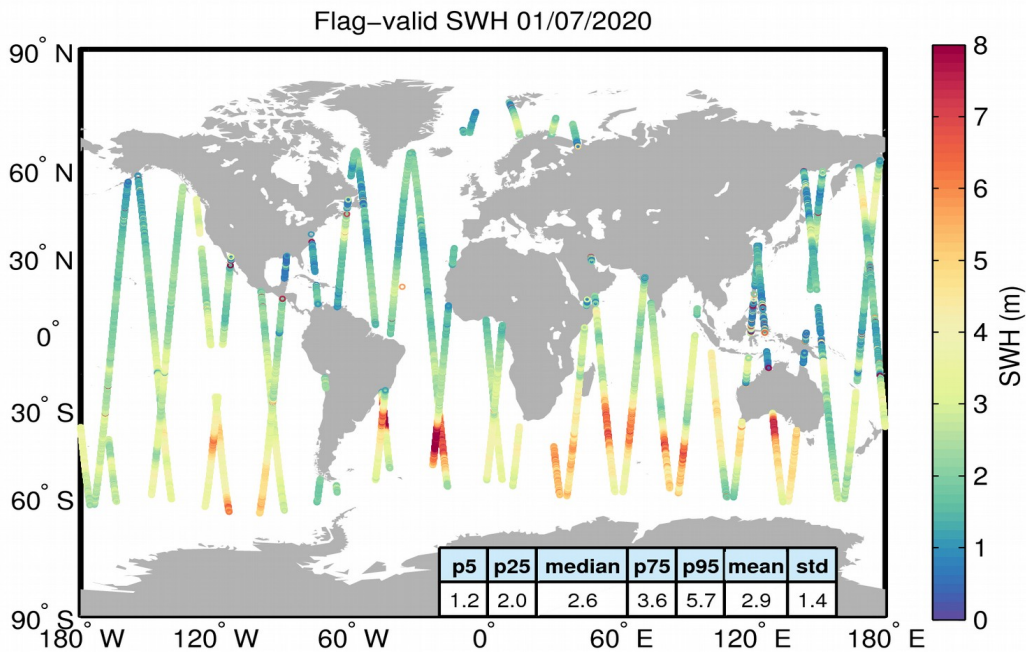 Flag−valid SWH 01/07/2020
90° N
60° N
30° N
0°
30° S
60° S
90° S
180° W
120° W
60° W
0°
60° E
120° E
180° E
p5 p25 median p75 p95 mean std
1.2 2.0 2.6 3.6 5.7 2.9 1.4
8
7
6
5
4
3
2
1
0
SWH (m)